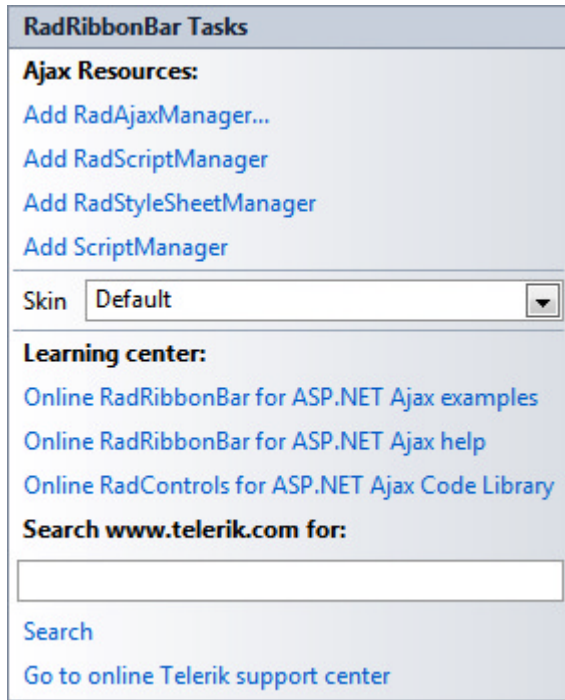 RadRibbonBar Tasks
Ajax Resources:
Add RadAjaxManager...
Add RadScriptManager
Add RadStyleSheetManager
Add ScriptManager
Skin Default
Learning center:
Online RadRibbonBar for ASP.NET Ajax examples
Online RadRibbonBar for ASP.NET Ajax help
Online RadControls for ASP.NET Ajax Code Library
Search www.telerik.com for:
Search
Go to online Telerik support center